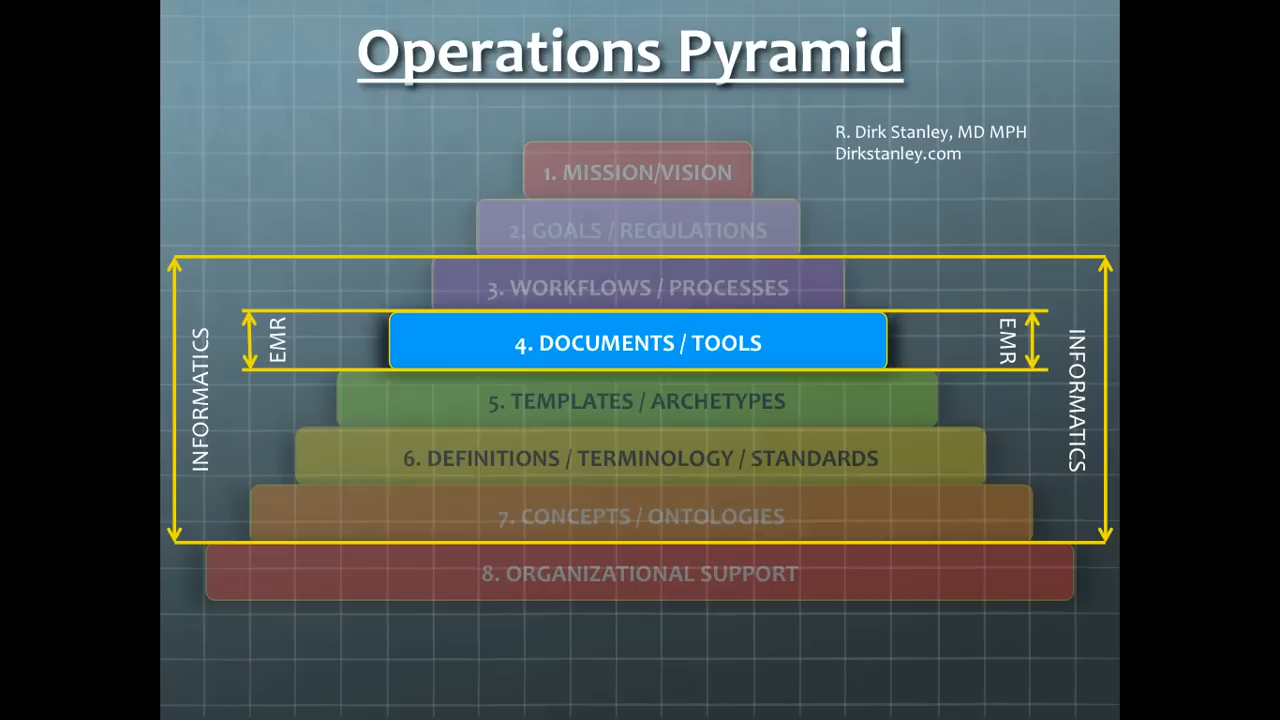 Operations Pyramid
R. Dirk Stanley, MD MPH
Dirkstanley.com
1. MISSION/VISION
2. GOALS / REGULATIONS
3. WORKFLOWS / PROCESSES
INFORMATICS
EMR
4. DOCUMENTS / TOOLS
EMR
INFORMATICS
5. TEMPLATES / ARCHETYPES
6. DEFINITIONS / TERMINOLOGY / STANDARDS
7. CONCEPTS / ONTOLOGIES
8. ORGANIZATIONAL SUPPORT